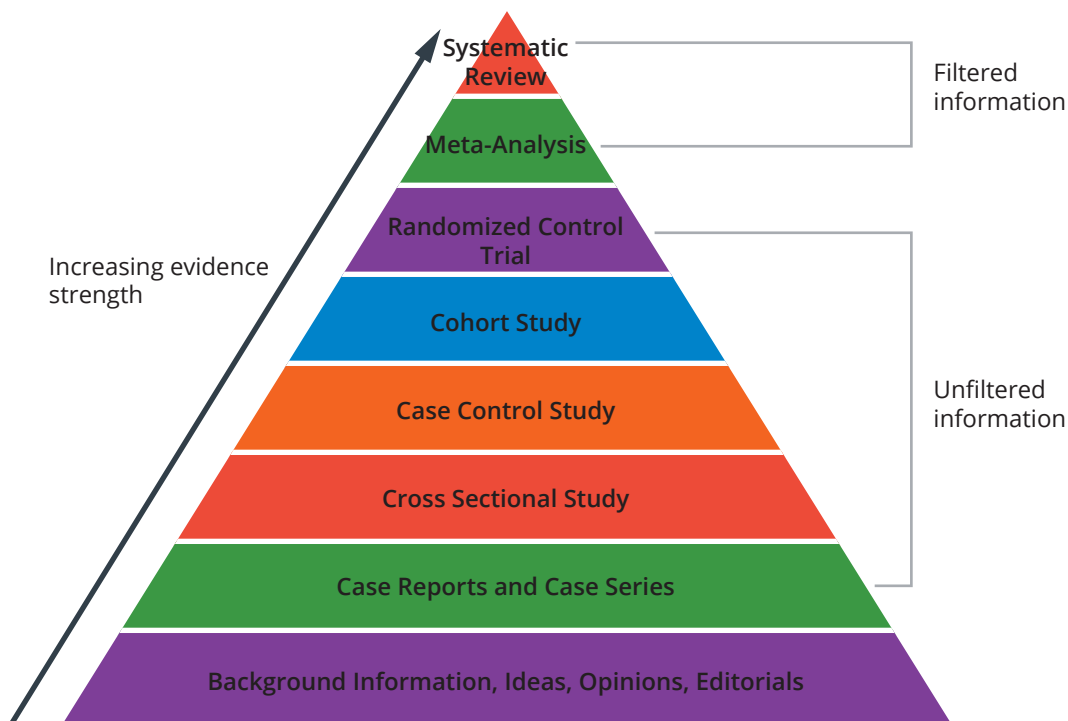 Systematic
Review
Filtered
information
Meta-Analysis
Randomized Control
Trial
Increasing evidence
strength
Cohort Study
Unfiltered
information
Case Control Study
Cross Sectional Study
Case Reports and Case Series
Background Information, Ideas, Opinions, Editorials